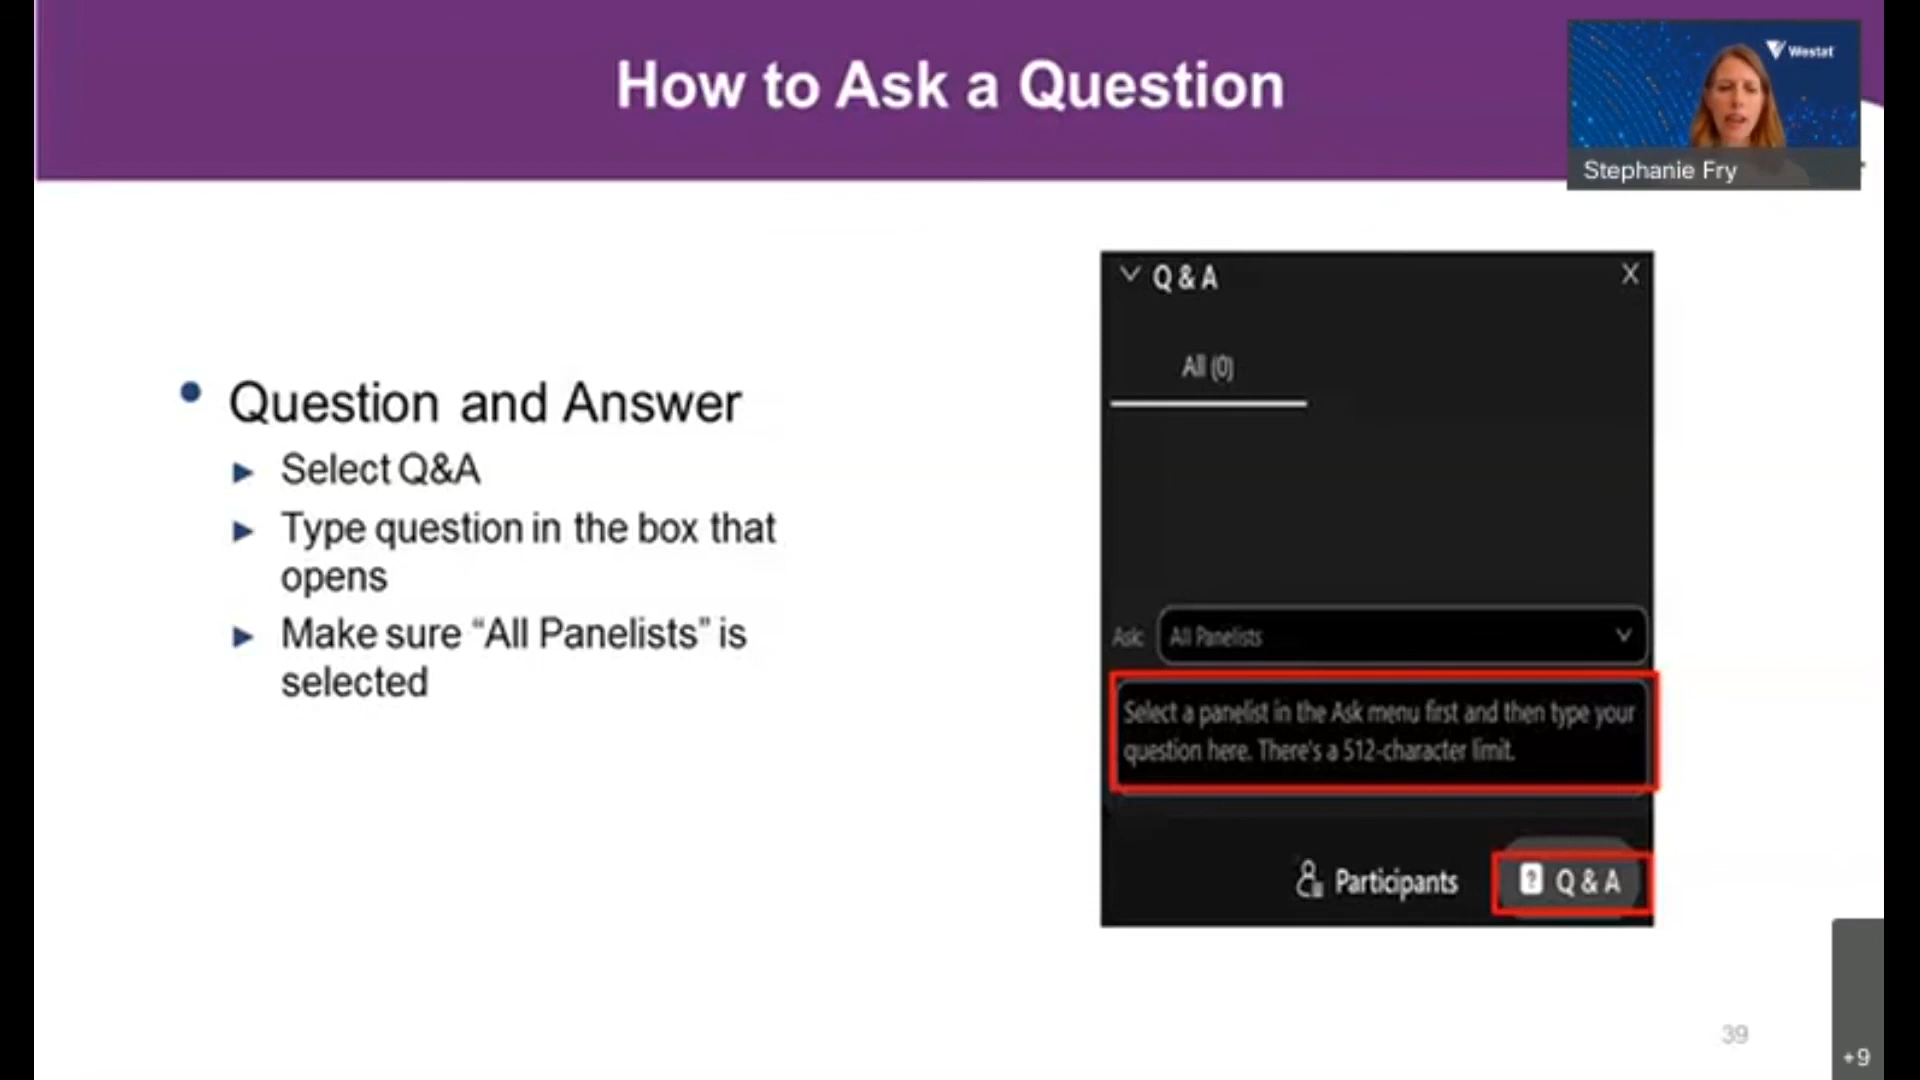 How to Ask a Question
Westat
Stephanie Fry
• Question and Answer
► Select Q&A
► Type question in the box that
opens
► Make sure “All Panelists” is
selected
Q & A X
All (0)
Ask: All Panelists
Select a panelist in the Ask menu first and then type your
question here. There's a 512-character limit.
Participants ? Q & A
39
+9